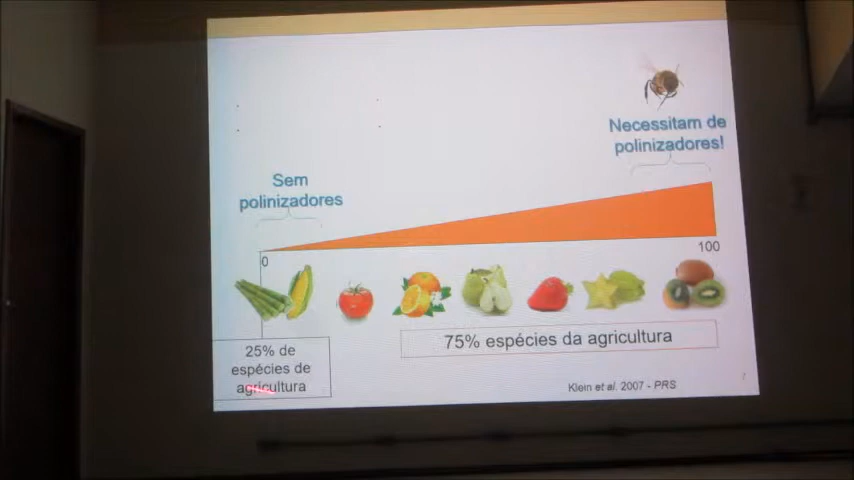 Necessitam de
polinizadores!
Sem
polinizadores
0
100
25% de
espécies de
agricultura
75% espécies da agricultura
Klein et al. 2007 - PRS
7